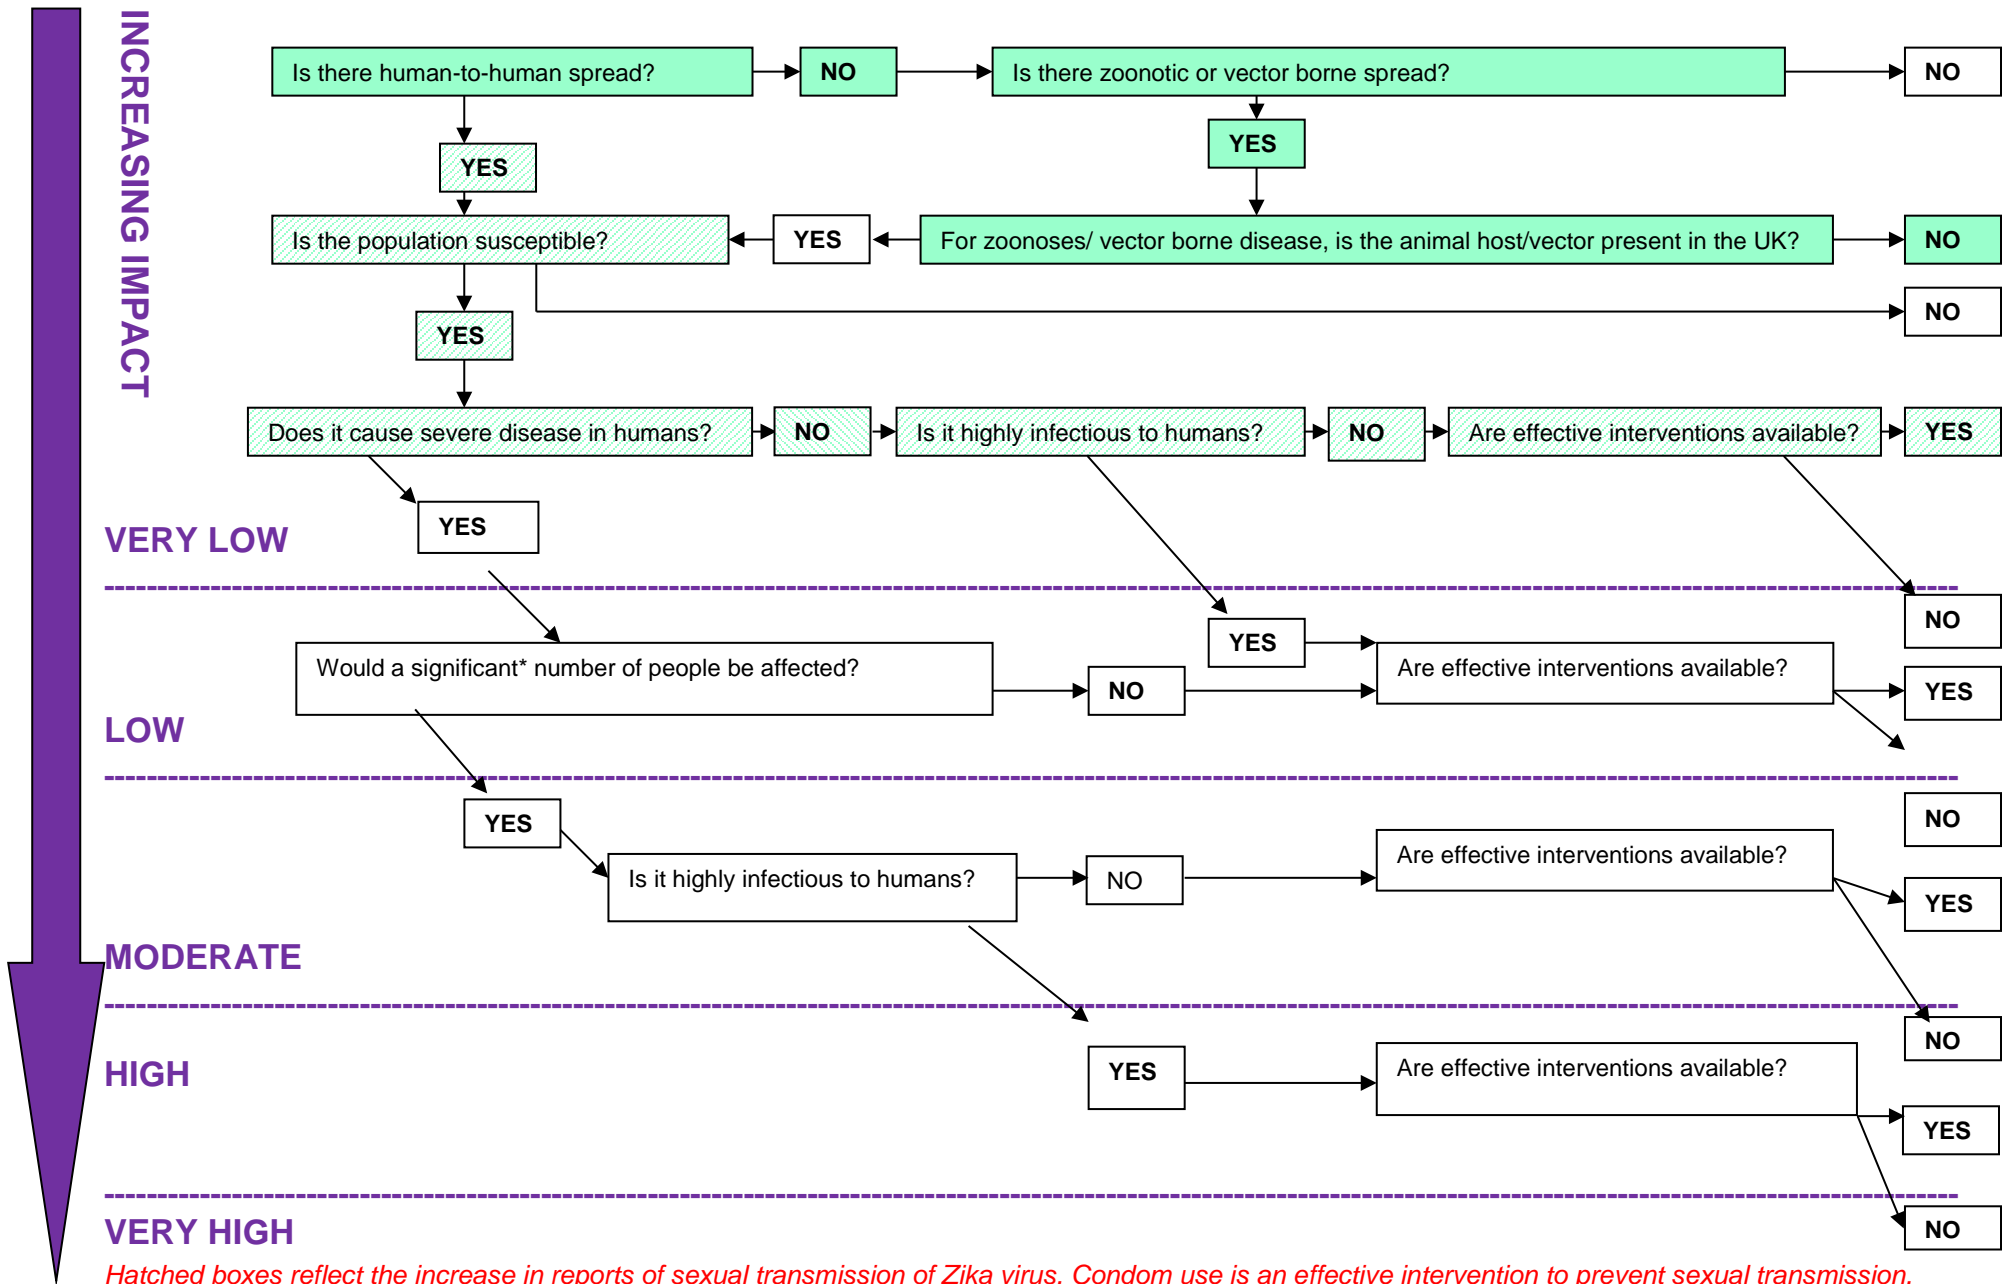 INCREASING IMPACT
Is there human-to-human spread?
NO
Is there zoonotic or vector borne spread?
NO
YES
YES
Is the population susceptible?
YES
For zoonoses/ vector borne disease, is the animal host/vector present in the UK?
NO
NO
YES
Does it cause severe disease in humans?
NO
Is it highly infectious to humans?
NO
Are effective interventions available?
YES
YES
VERY LOW
NO
YES
Would a significant* number of people be affected?
NO
Are effective interventions available?
YES
LOW
YES
NO
Is it highly infectious to humans?
NO
Are effective interventions available?
YES
MODERATE
NO
HIGH
YES
Are effective interventions available?
YES
VERY HIGH
NO
Hatched boxes reflect the increase in reports of sexual transmission of Zika virus. Condom use is an effective intervention to prevent sexual transmission.